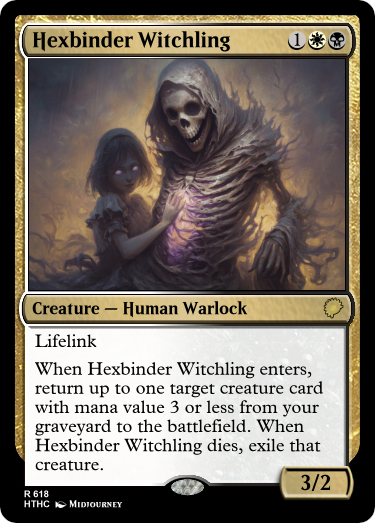 Hexbinder Witchling 1
Creature — Human Warlock
Lifelink
When Hexbinder Witchling enters,
return up to one target creature card
with mana value 3 or less from your
graveyard to the battlefield. When
Hexbinder Witchling dies, exile that
creature.
3/2
R 618
HTHC Midjourney